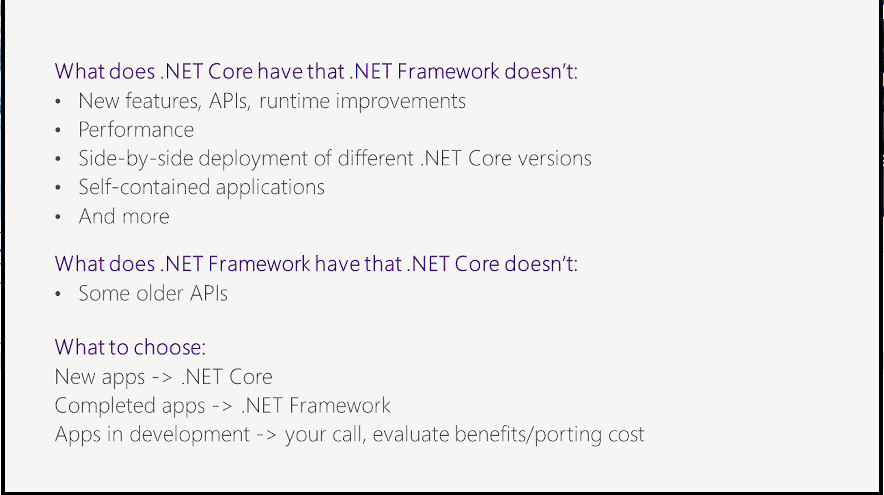 What does .NET Core have that .NET Framework doesn't:
• New features, APIs, runtime improvements
• Performance
• Side-by-side deployment of different .NET Core versions
• Self-contained applications
• And more
What does .NET Framework have that .NET Core doesn't:
• Some older APIs
What to choose:
New apps -> .NET Core
Completed apps -> .NET Framework
Apps in development -> your call, evaluate benefits/porting cost